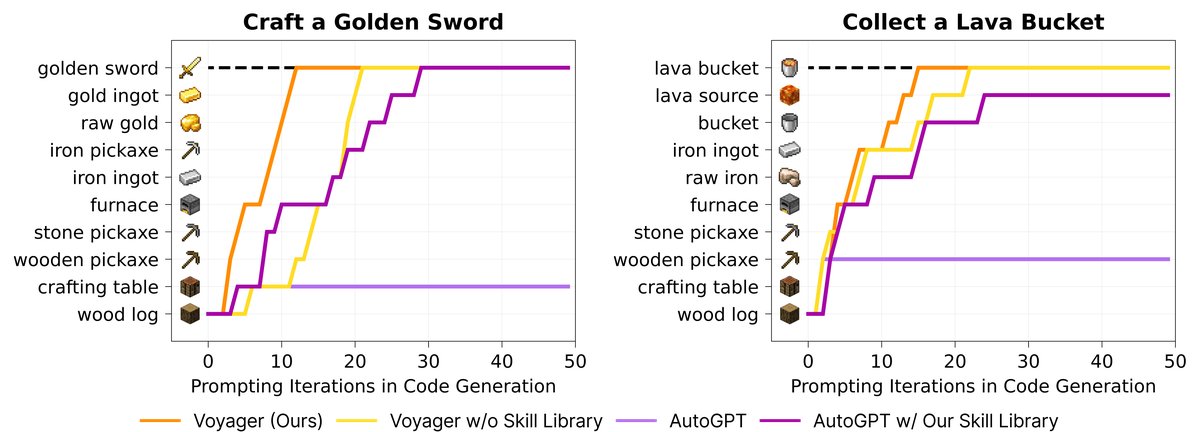 Craft a Golden Sword
golden sword
gold ingot
raw gold
iron pickaxe
iron ingot
furnace
stone pickaxe
wooden pickaxe
crafting table
wood log
0 10 20 30 40 50
Prompting Iterations in Code Generation
Collect a Lava Bucket
lava bucket
lava source
bucket
iron ingot
raw iron
furnace
stone pickaxe
wooden pickaxe
crafting table
wood log
0 10 20 30 40 50
Prompting Iterations in Code Generation
Voyager (Ours) Voyager w/o Skill Library AutoGPT AutoGPT w/ Our Skill Library